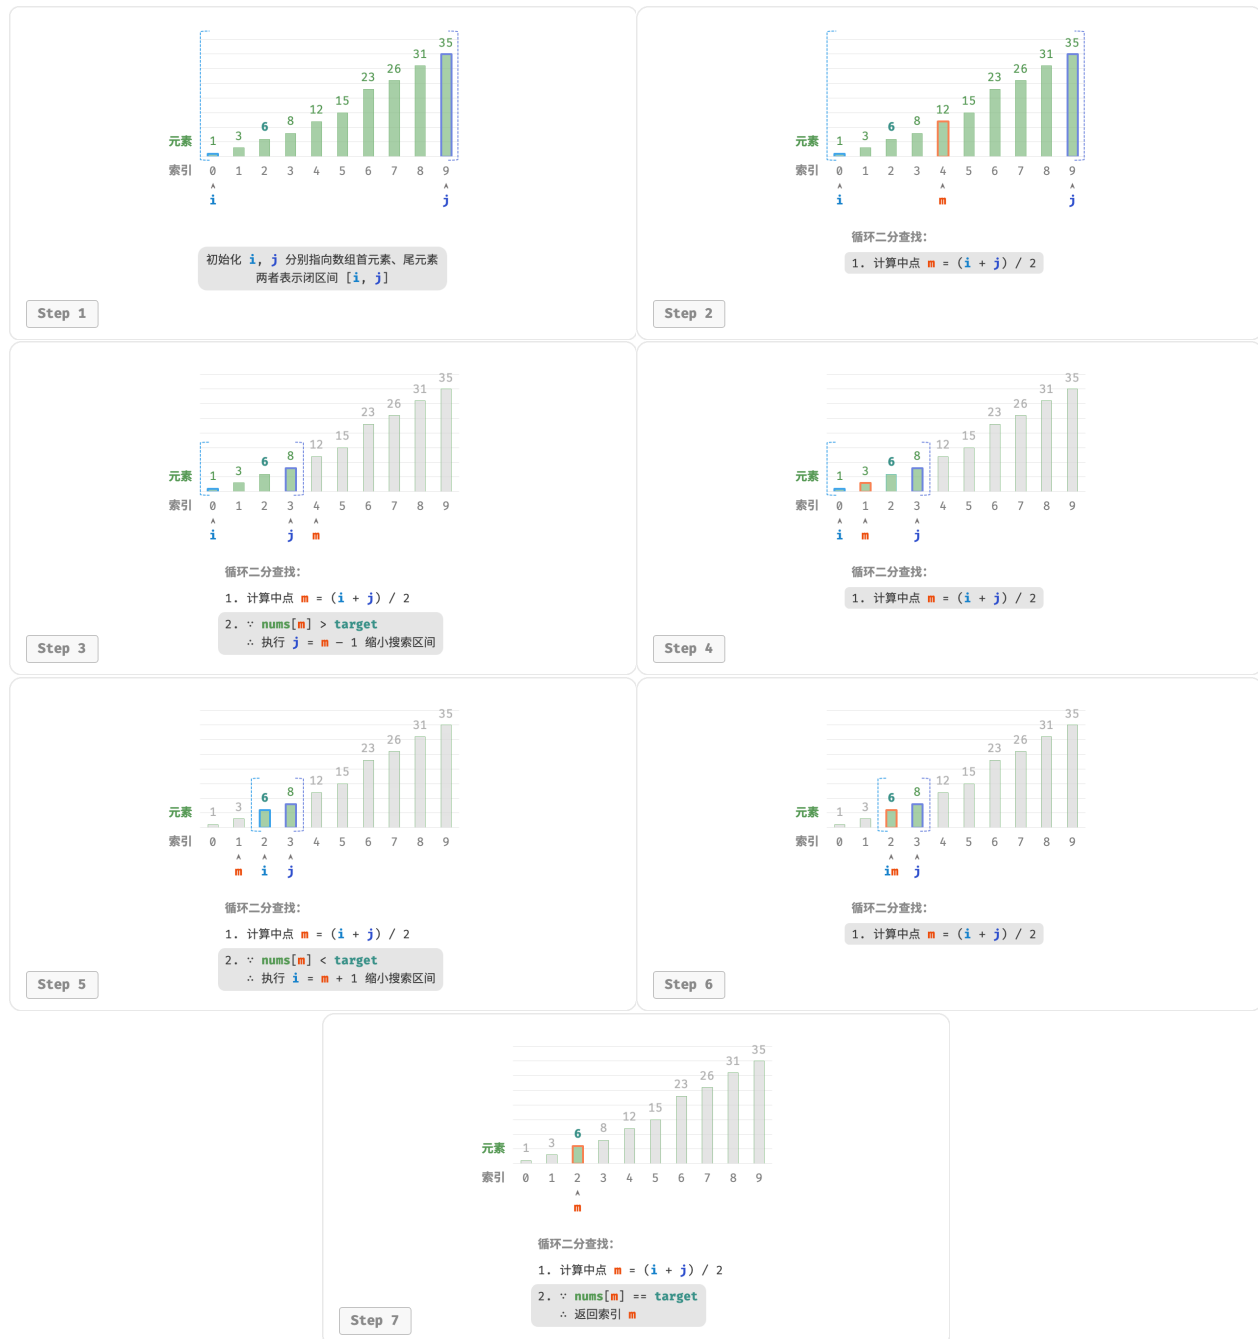 35
31
26
23
15
12
8
6
3
元素 1
索引 0 1 2 3 4 5 6 7 8 9
i j
初始化 i, j 分别指向数组首元素、尾元素
两者表示闭区间 [i, j]
Step 1
35
31
26
23
15
12
8
6
3
元素 1
索引 0 1 2 3 4 5 6 7 8 9
i m j
循环二分查找:
1. 计算中点 m = (i + j) / 2
Step 2
35
31
26
23
15
12
8
6
3
元素 1
索引 0 1 2 3 4 5 6 7 8 9
i j m
循环二分查找:
1. 计算中点 m = (i + j) / 2
2. ∵ nums[m] > target
∴ 执行 j = m − 1 缩小搜索区间
Step 3
35
31
26
23
15
12
8
6
3
元素 1
索引 0 1 2 3 4 5 6 7 8 9
i m j
循环二分查找:
1. 计算中点 m = (i + j) / 2
Step 4
35
31
26
23
15
12
8
6
3
元素 1
索引 0 1 2 3 4 5 6 7 8 9
m i j
循环二分查找:
1. 计算中点 m = (i + j) / 2
2. ∵ nums[m] < target
∴ 执行 i = m + 1 缩小搜索区间
Step 5
35
31
26
23
15
12
8
6
3
元素 1
索引 0 1 2 3 4 5 6 7 8 9
im j
循环二分查找:
1. 计算中点 m = (i + j) / 2
Step 6
35
31
26
23
15
12
8
6
3
元素 1
索引 0 1 2 3 4 5 6 7 8 9
m
循环二分查找:
1. 计算中点 m = (i + j) / 2
2. ∵ nums[m] == target
∴ 返回索引 m
Step 7